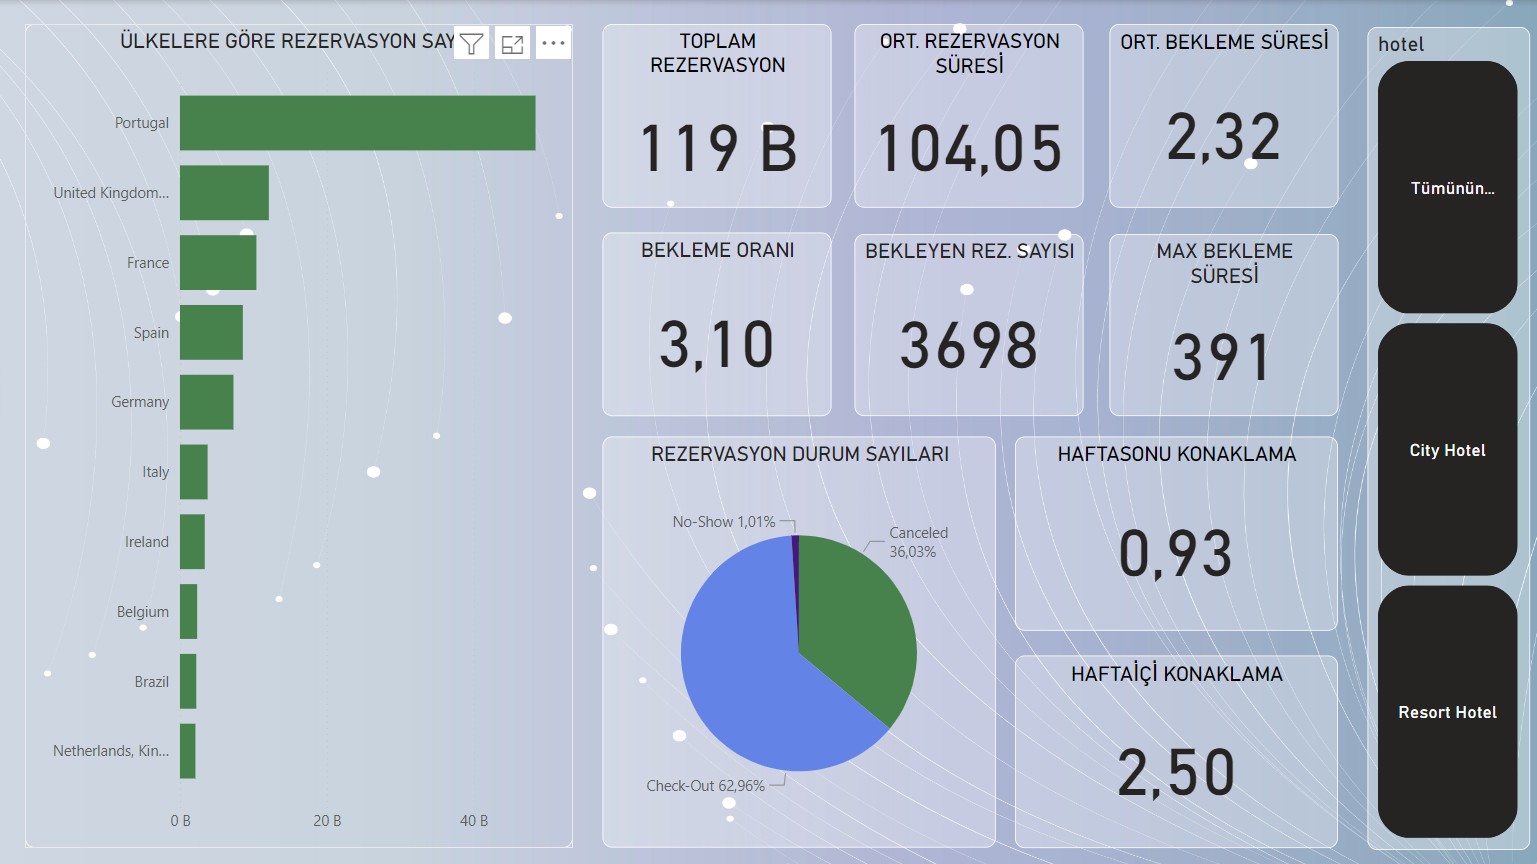 ÜLKELERE GÖRE REZERVASYON SAY
Portugal
United Kingdom...
France
Spain
Germany
Italy
Ireland
Belgium
Brazil
Netherlands, Kin...
0 B
20 B
40 B
TOPLAM
REZERVASYON
119 B
ORT. REZERVASYON
SÜRESİ
104,05
ORT. BEKLEME SÜRESİ
2,32
BEKLEME ORANI
3,10
BEKLEYEN REZ. SAYISI
3698
MAX BEKLEME
SÜRESİ
391
REZERVASYON DURUM SAYILARI
No-Show 1,01%
Canceled
36,03%
Check-Out 62,96%
HAFTASONU KONAKLAMA
0,93
HAFTAİÇİ KONAKLAMA
2,50
hotel
Tümünün...
City Hotel
Resort Hotel